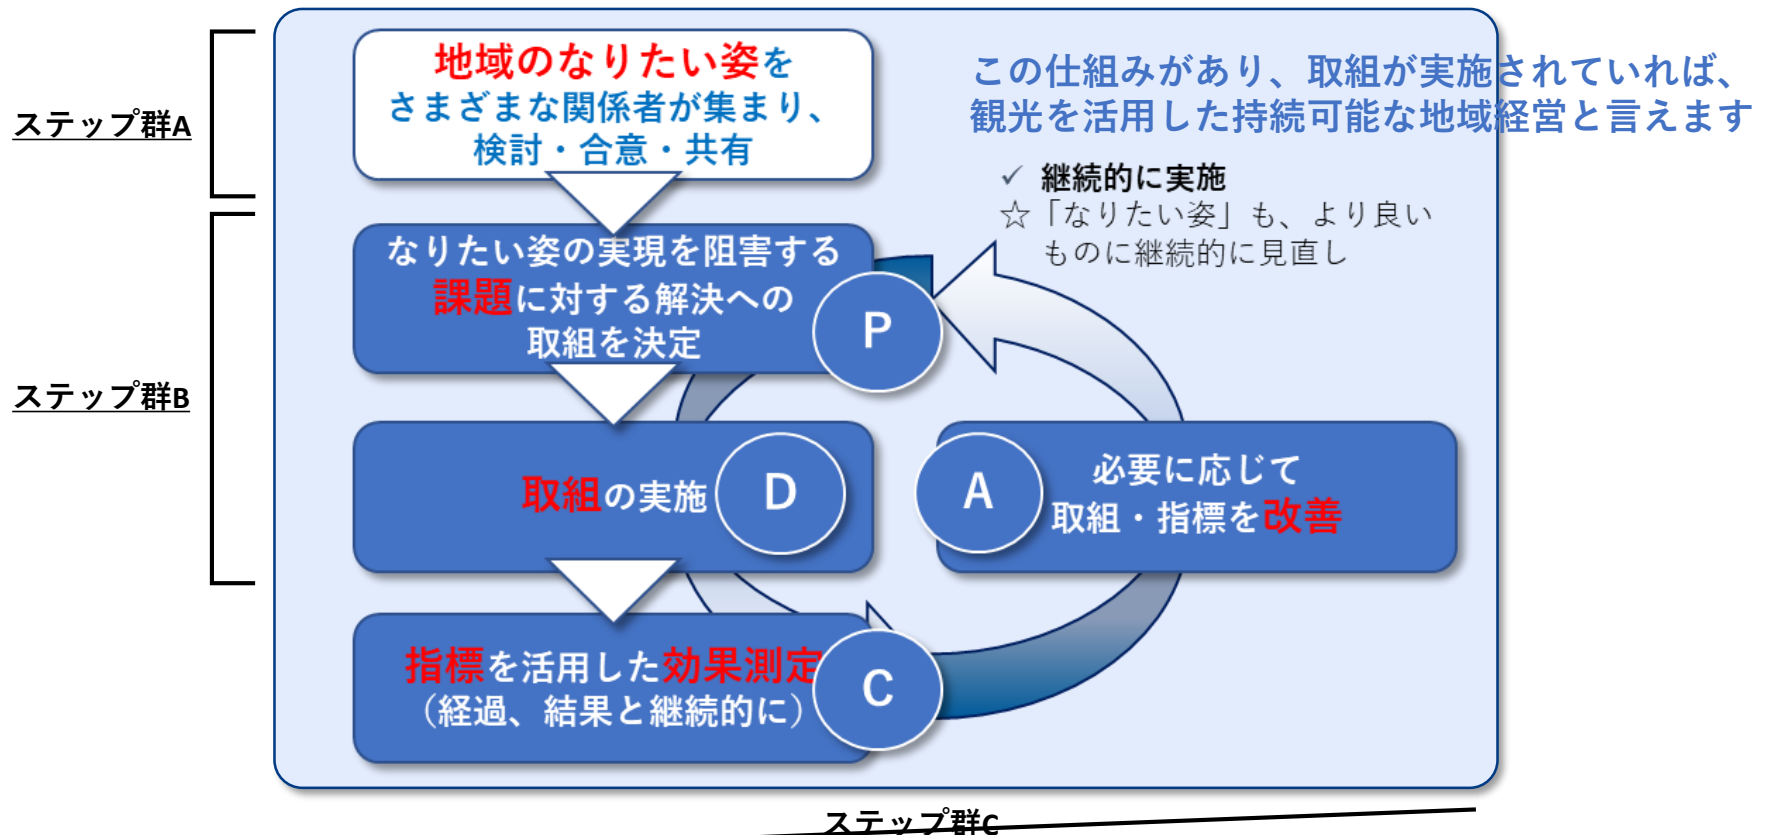 ステップ群A
地域のなりたい姿を
さまざまな関係者が集まり、
検討・合意・共有
この仕組みがあり、取組が実施されていれば、
観光を活用した持続可能な地域経営と言えます
✓ 継続的に実施
☆「なりたい姿」も、より良い
ものに継続的に見直し
ステップ群B
なりたい姿の実現を阻害する
課題に対する解決への
取組を決定
P
取組の実施
D
A
必要に応じて
取組・指標を改善
指標を活用した効果測定
（経過、結果と継続的に）
C
ステップ群C